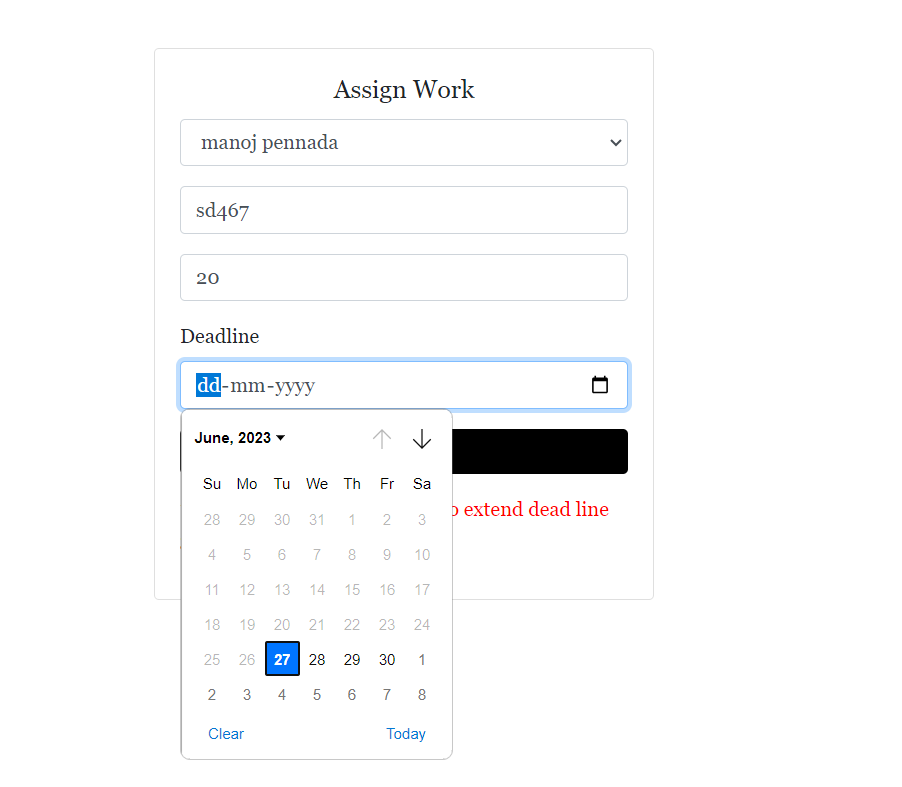 Assign Work
manoj pennada
sd467
20
Deadline
dd-mm-yyyy
June, 2023
Su Mo Tu We Th Fr Sa
28 29 30 31 1 2 3
extend dead line
4 5 6 7 8 9 10
11 12 13 14 15 16 17
18 19 20 21 22 23 24
25 26 27 28 29 30 1
2 3 4 5 6 7 8
Clear Today